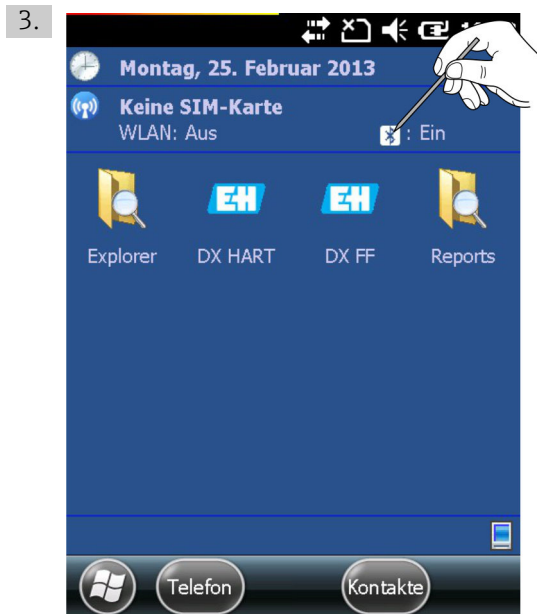 3.
Montag, 25. Februar 2013
Keine SIM-Karte
WLAN: Aus : Ein
E+H E+H
Explorer DX HART DX FF Reports
Telefon Kontakte